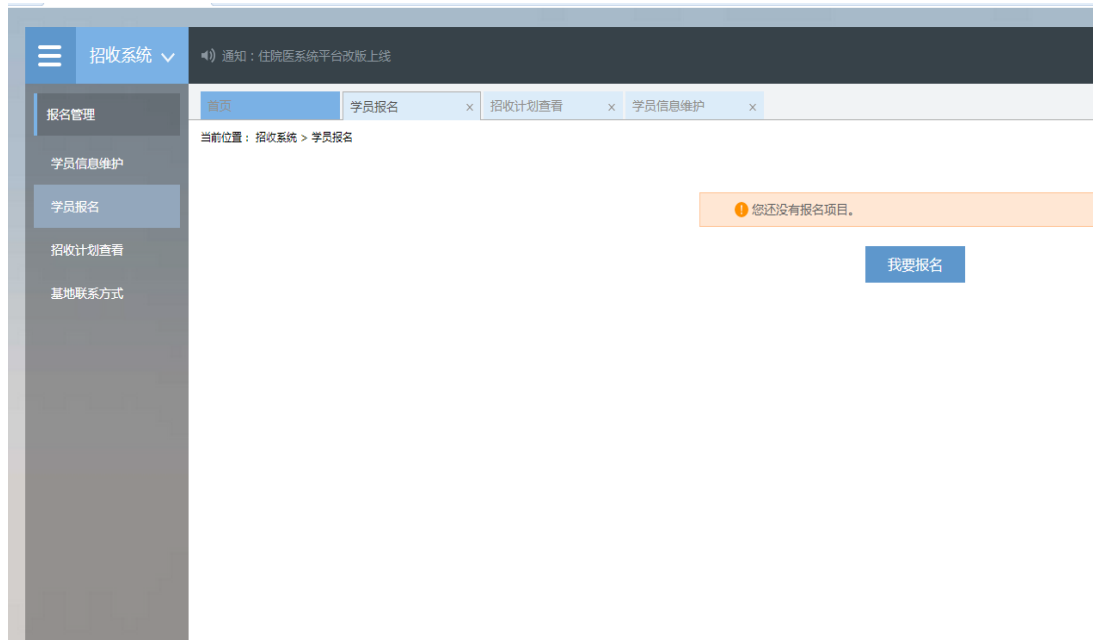 招收系统
通知：住院医系统平台改版上线
报名管理
学员信息维护
学员报名
招收计划查看
基地联系方式
首页
学员报名 x
招收计划查看 x
学员信息维护 x
当前位置： 招收系统 > 学员报名
您还没有报名项目。
我要报名